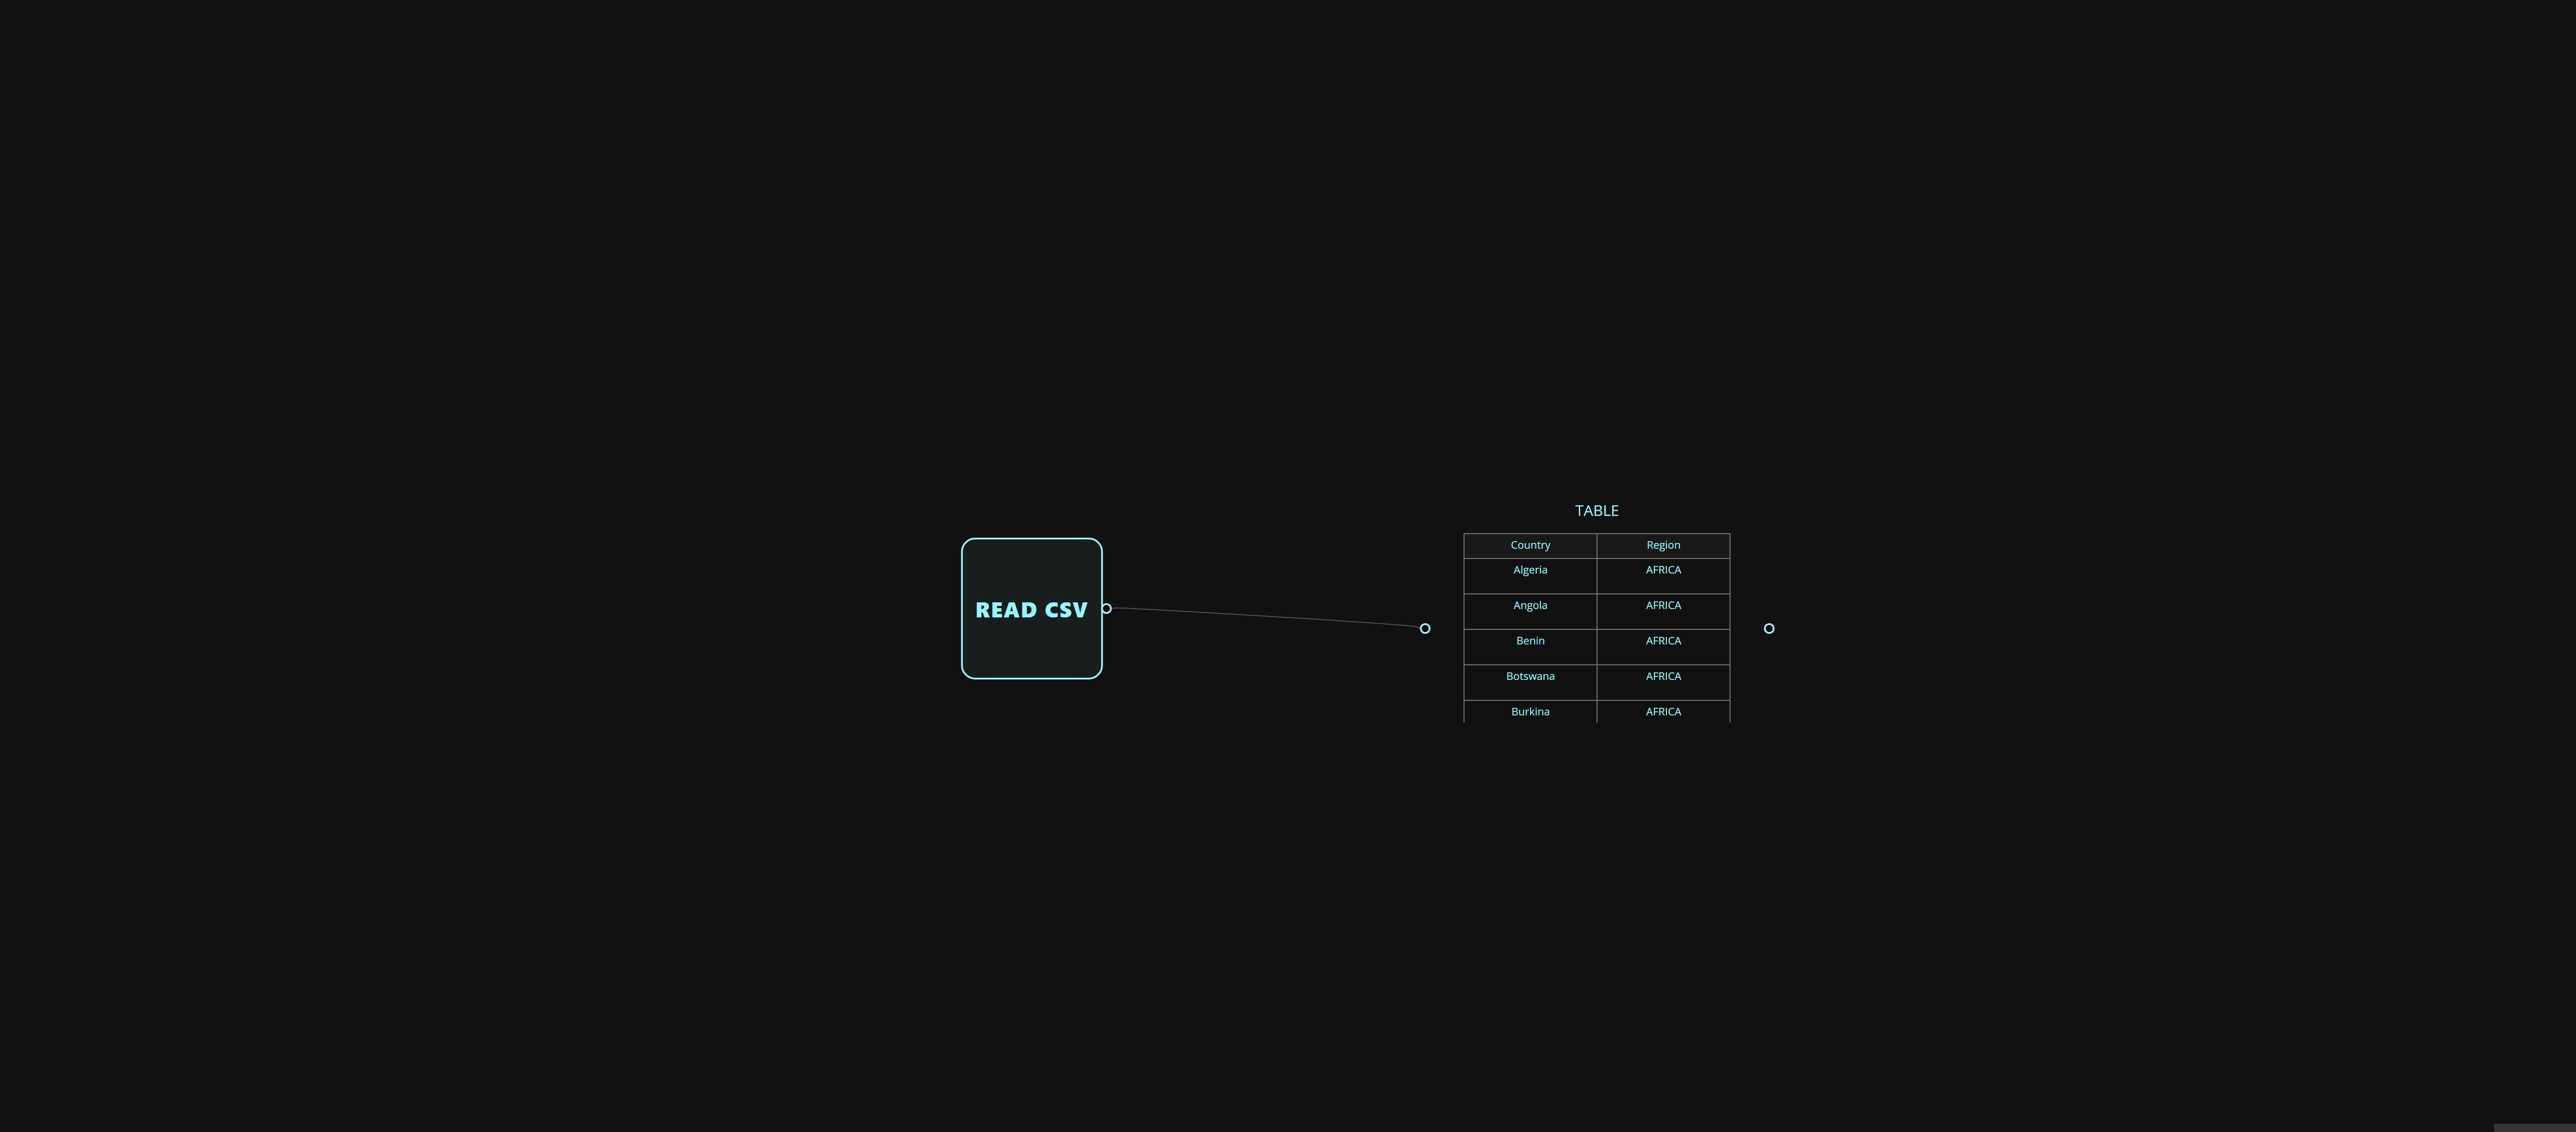 TABLE
Country Region
Algeria AFRICA
Angola AFRICA
READ CSV
Benin AFRICA
Botswana AFRICA
Burkina AFRICA